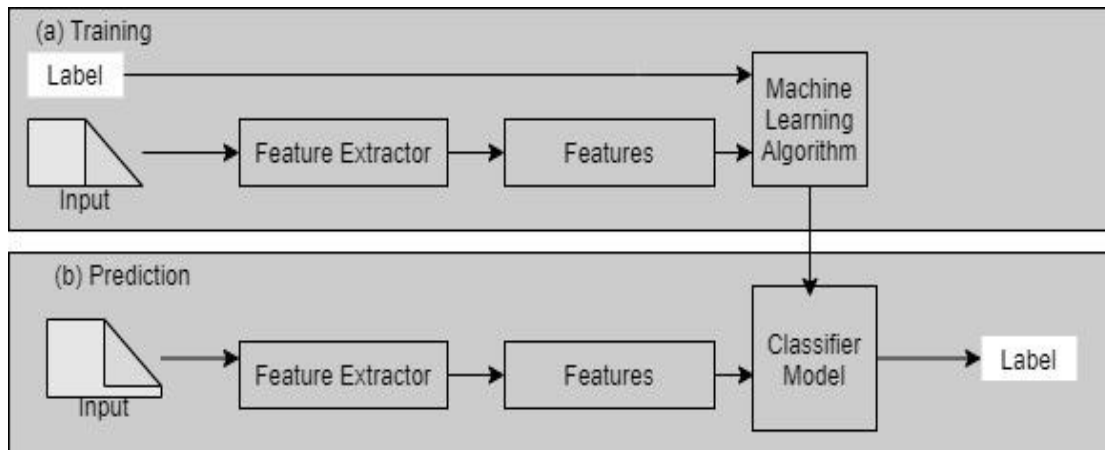 (a) Training
Label
Machine
Learning
Algorithm
Feature Extractor
Features
Input
(b) Prediction
Classifier
Model
Label
Feature Extractor
Features
Input